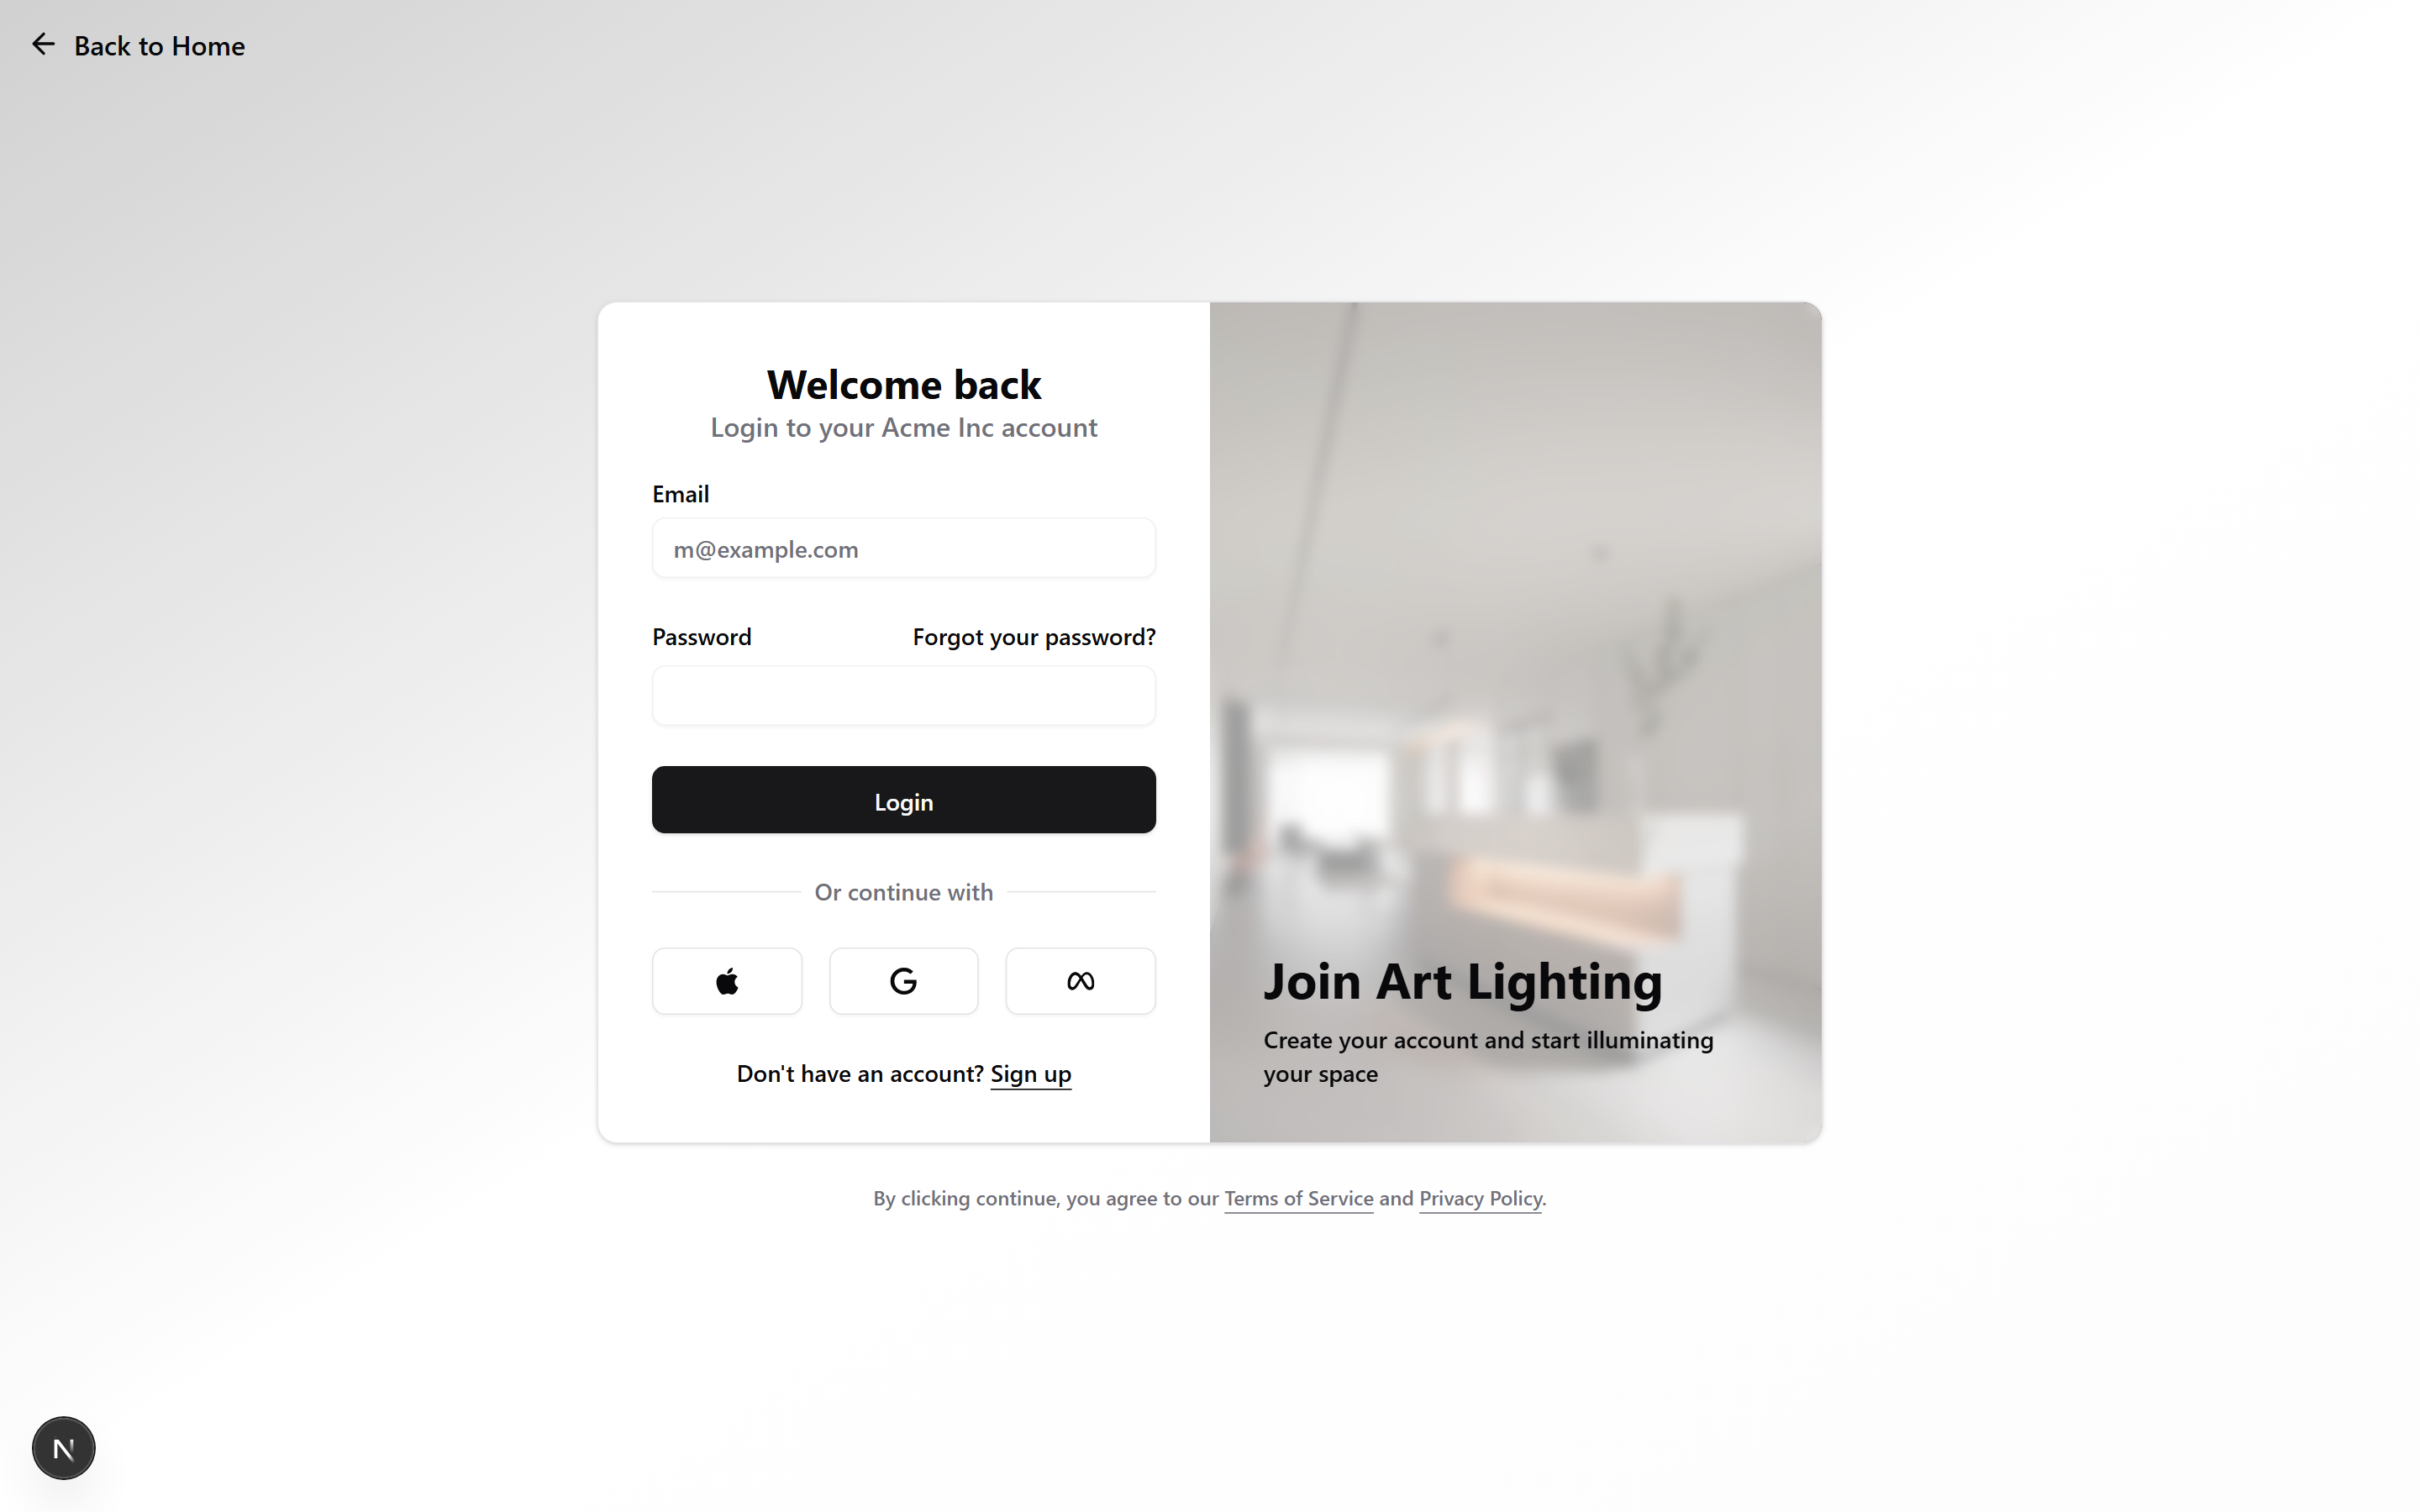 Back to Home
Welcome back
Login to your Acme Inc account
Email
m@example.com
Password
Forgot your password?
Login
Or continue with
Don't have an account? Sign up
Join Art Lighting
Create your account and start illuminating
your space
By clicking continue, you agree to our Terms of Service and Privacy Policy.
N